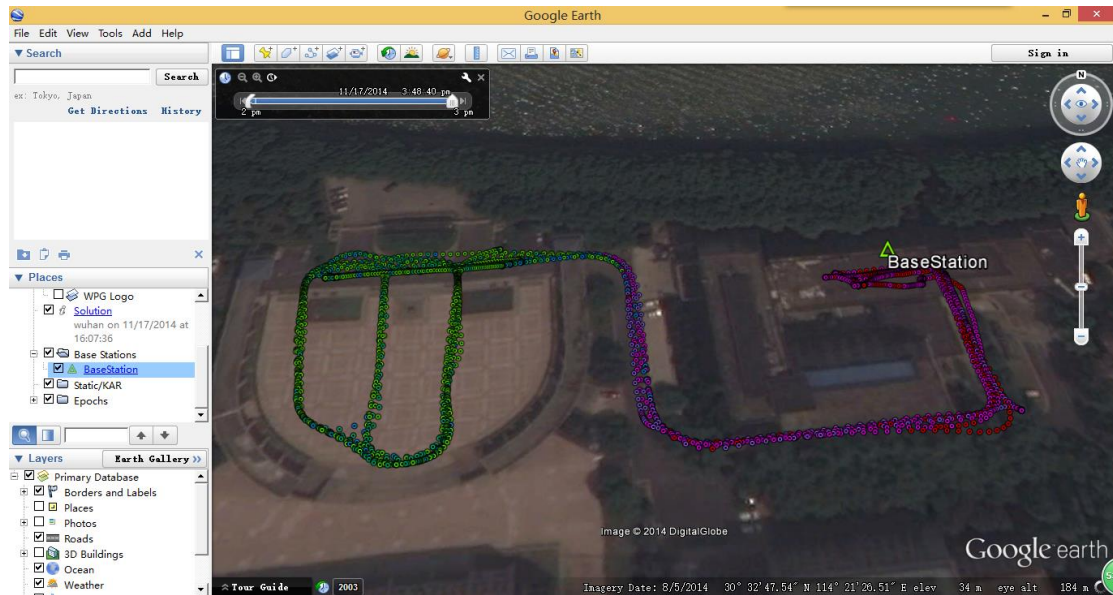 Google Earth
File Edit View Tools Add Help
Search
Sign in
Search
ex: Tokyo, Japan
Get Directions History
11/17/2014 3:48:40 pm
2 pm 3 pm
N
BaseStation
Places
WPG Logo
Solution
wuhan on 11/17/2014 at
16:07:36
Base Stations
BaseStation
Static/KAR
Epochs
Layers
Earth Gallery »
Primary Database
Borders and Labels
Places
Photos
Roads
3D Buildings
Ocean
Weather
Image © 2014 DigitalGlobe
Google earth
Tour Guide
2003
Imagery Date: 8/5/2014 30° 32'47.54" N 114° 21'26.51" E elev 34 m eye alt 184 m